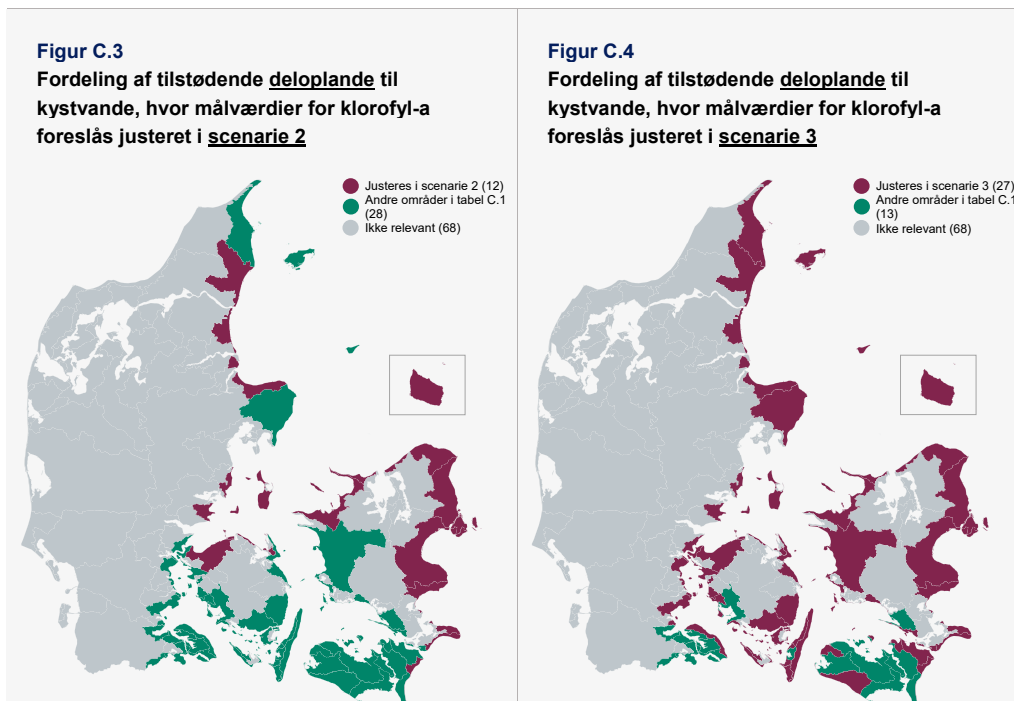 Figur C.3
Fordeling af tilstødende deloplande til
kystvande, hvor målværdier for klorofyl-a
foreslås justeret i scenarie 2
Justeres i scenarie 2 (12)
Andre områder i tabel C.1
(28)
Ikke relevant (68)
Figur C.4
Fordeling af tilstødende deloplande til
kystvande, hvor målværdier for klorofyl-a
foreslås justeret i scenarie 3
Justeres i scenarie 3 (27)
Andre områder i tabel C.1
(13)
Ikke relevant (68)